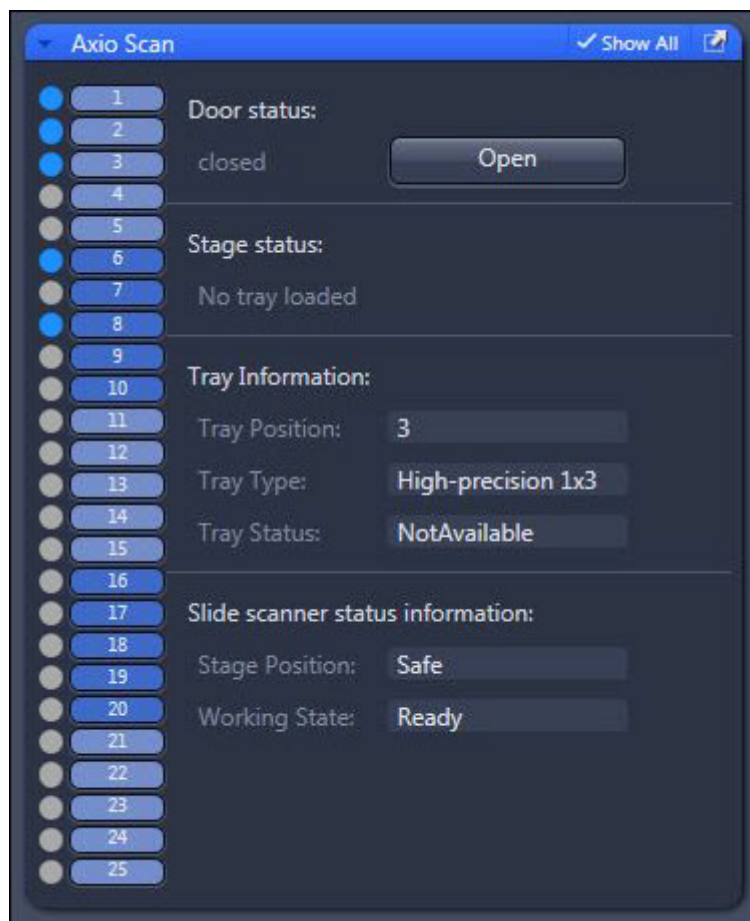 Axio Scan
Show All
1
2
3
4
5
6
7
8
9
10
11
12
13
14
15
16
17
18
19
20
21
22
23
24
25
Door status:
closed
Open
Stage status:
No tray loaded
Tray Information:
Tray Position: 3
Tray Type: High-precision 1x3
Tray Status: NotAvailable
Slide scanner status information:
Stage Position: Safe
Working State: Ready